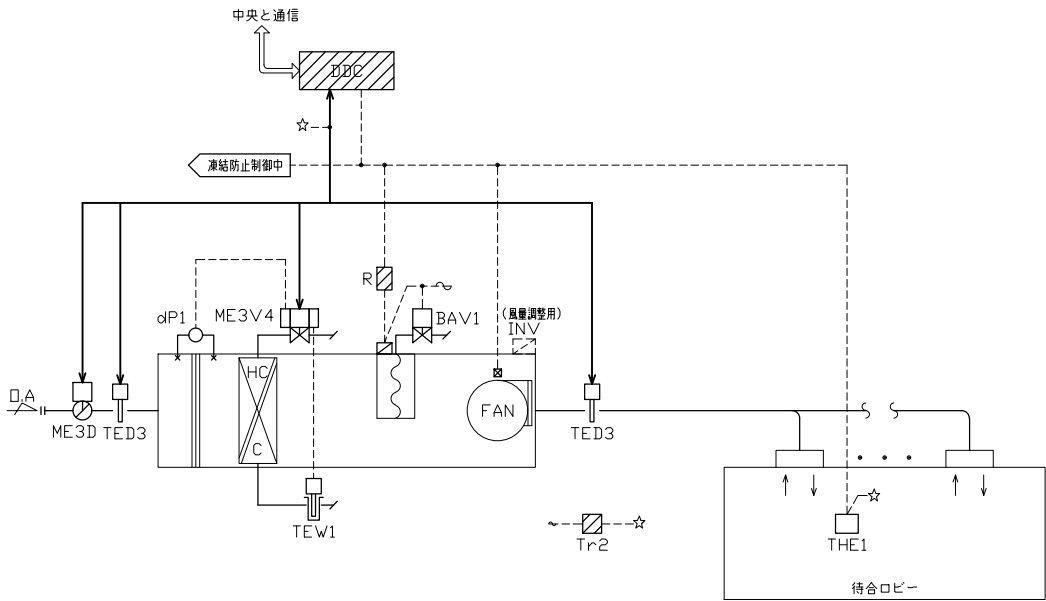 中央と通信
DDC
☆
凍結防止制御中
R
dP1
ME3V4
BAV1
(風量調整用)
INV
O,A
HC
C
FAN
ME3D
TED3
TED3
TEW1
☆
Tr2
☆
THE1
待合ロビー